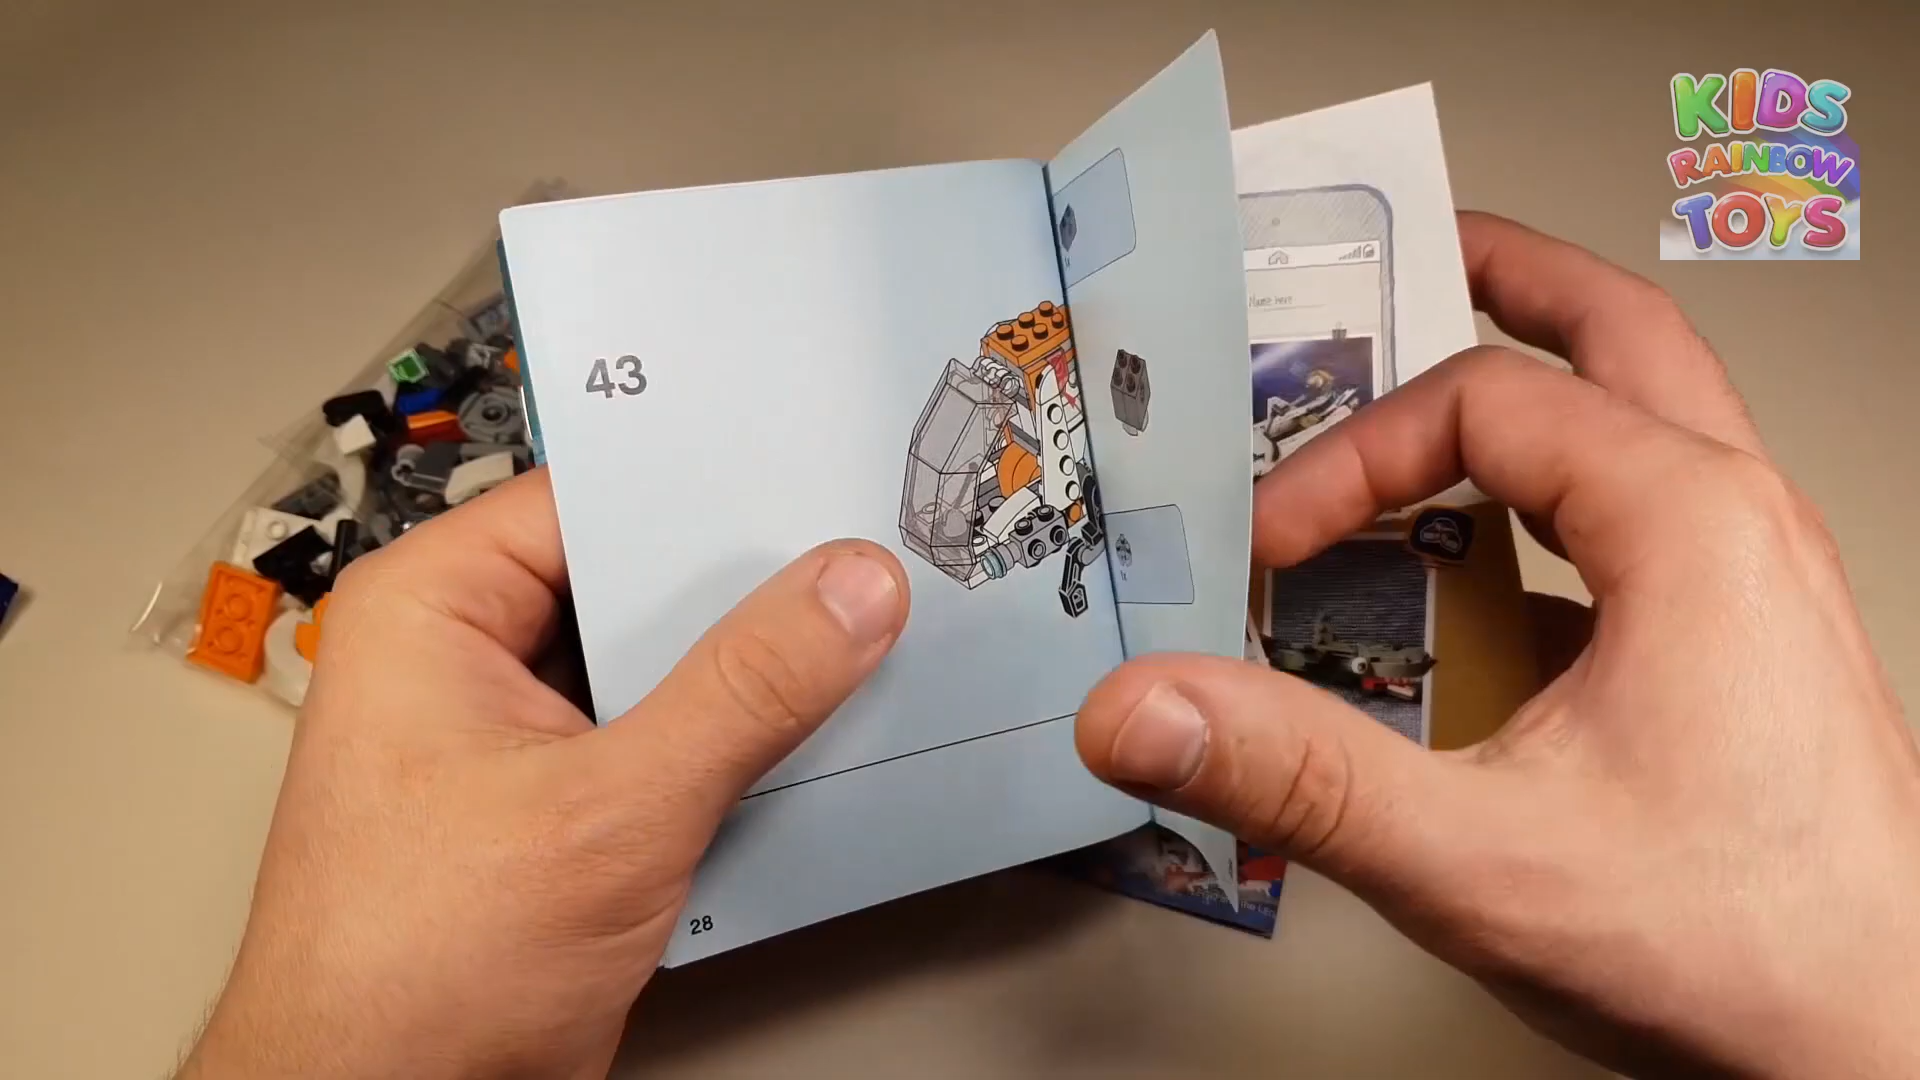 KIDS
RAINBOW
TOYS
43
1x
1x
Name here
28